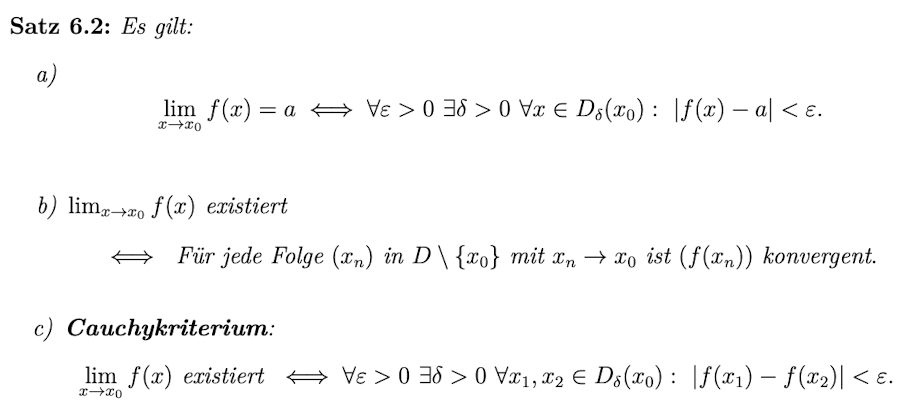 Satz 6.2: Es gilt:
a)
lim_{x→x₀} f(x) = a ⟺ ∀ε > 0 ∃δ > 0 ∀x ∈ D_δ(x₀) : |f(x) − a| < ε.
b) lim_{x→x₀} f(x) existiert
⟺ Für jede Folge (x_n) in D \ {x₀} mit x_n → x₀ ist (f(x_n)) konvergent.
c) Cauchykriterium:
lim_{x→x₀} f(x) existiert ⟺ ∀ε > 0 ∃δ > 0 ∀x₁, x₂ ∈ D_δ(x₀) : |f(x₁) − f(x₂)| < ε.